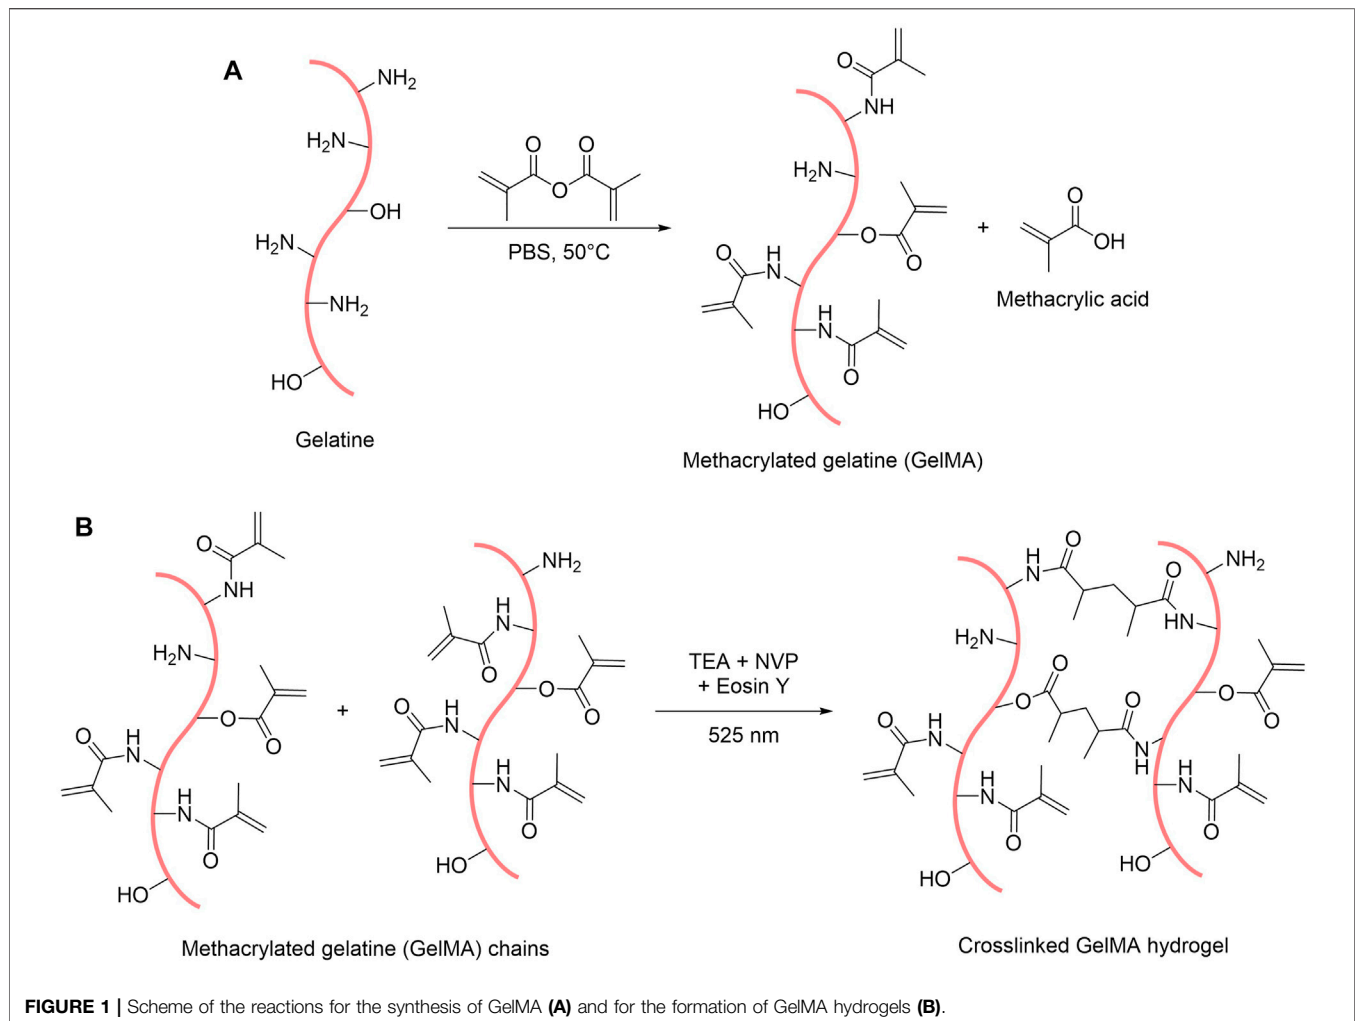 A
NH2
H2N
OH
H2N
NH2
HO
Gelatine
O O
O
PBS, 50°C
O
NH
H2N
O
O
H
N
O
H
N
O
HO
Methacrylated gelatine (GelMA)
+
O
OH
Methacrylic acid
B
O
NH
H2N
O
O
O
H
N
H
N
O
HO
+
NH2
H
N
O
O
O
O
H
N
H
N
O
HO
Methacrylated gelatine (GelMA) chains
TEA + NVP
+ Eosin Y
525 nm
H
N
O
O
HN
NH2
H2N
O
O
O
N
H
O
O
O
H
N
H
N
O
H
N
O
HO
HO
Crosslinked GelMA hydrogel
FIGURE 1 | Scheme of the reactions for the synthesis of GelMA (A) and for the formation of GelMA hydrogels (B).